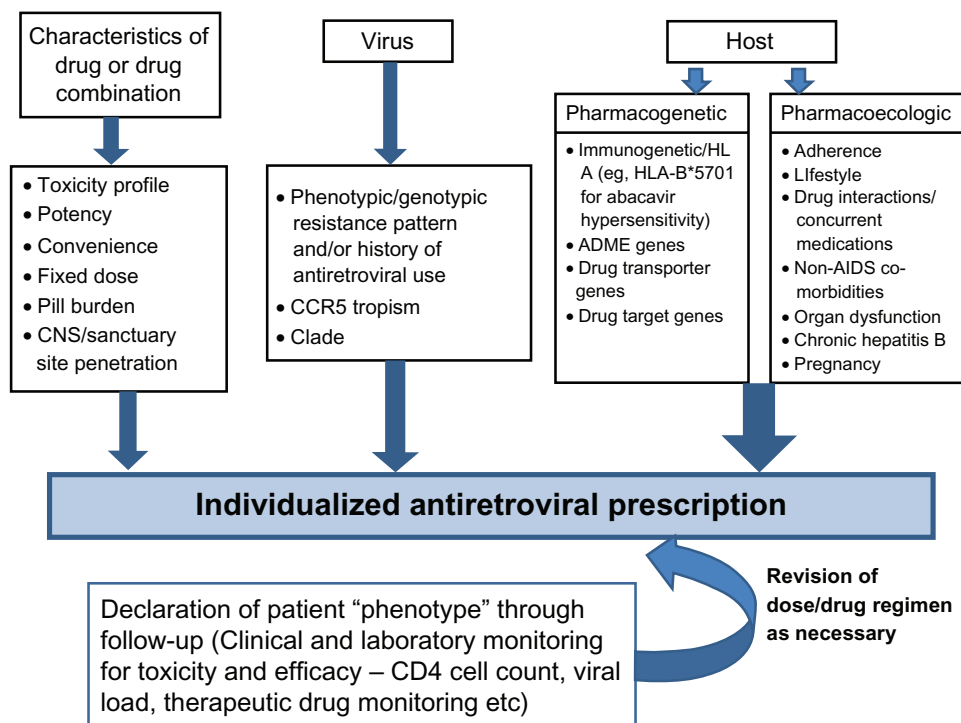 Characteristics of
drug or drug
combination
Virus
Host
• Toxicity profile
• Potency
• Convenience
• Fixed dose
• Pill burden
• CNS/sanctuary
site penetration
• Phenotypic/genotypic
resistance pattern
and/or history of
antiretroviral use
• CCR5 tropism
• Clade
Pharmacogenetic
• Immunogenetic/HL
A (eg, HLA-B*5701
for abacavir
hypersensitivity)
• ADME genes
• Drug transporter
genes
• Drug target genes
Pharmacoecologic
• Adherence
• LIfestyle
• Drug interactions/
concurrent
medications
• Non-AIDS co-
morbidities
• Organ dysfunction
• Chronic hepatitis B
• Pregnancy
Individualized antiretroviral prescription
Declaration of patient “phenotype” through
follow-up (Clinical and laboratory monitoring
for toxicity and efficacy – CD4 cell count, viral
load, therapeutic drug monitoring etc)
Revision of
dose/drug regimen
as necessary